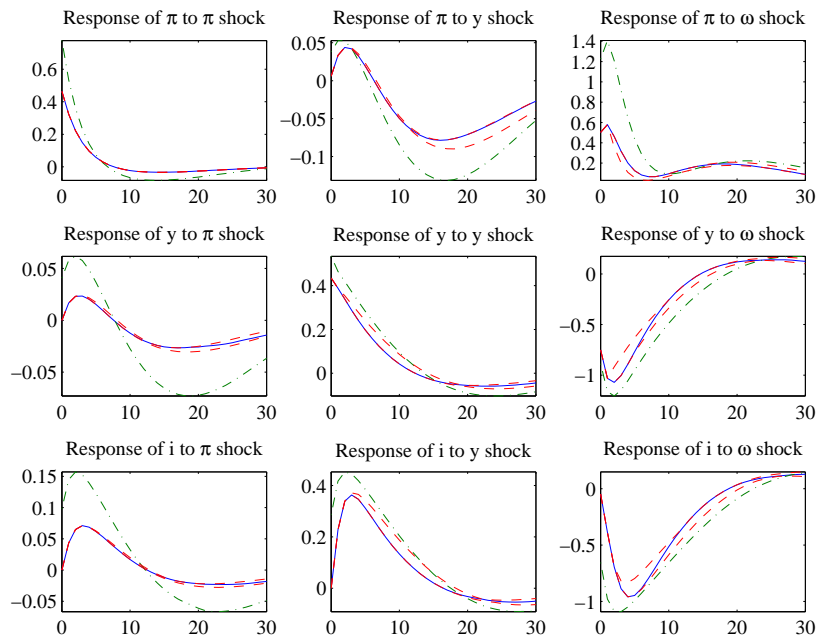 Response of π to π shock
Response of π to y shock
Response of π to ω shock
0.6
0.4
0.2
0
0 10 20 30
0.05
0
−0.05
−0.1
0 10 20 30
1.4
1.2
1
0.8
0.6
0.4
0.2
0 10 20 30
Response of y to π shock
Response of y to y shock
Response of y to ω shock
0.05
0
−0.05
0 10 20 30
0.4
0.2
0
0 10 20 30
0
−0.5
−1
0 10 20 30
Response of i to π shock
Response of i to y shock
Response of i to ω shock
0.15
0.1
0.05
0
−0.05
0 10 20 30
0.4
0.2
0
0 10 20 30
0
−0.5
−1
0 10 20 30